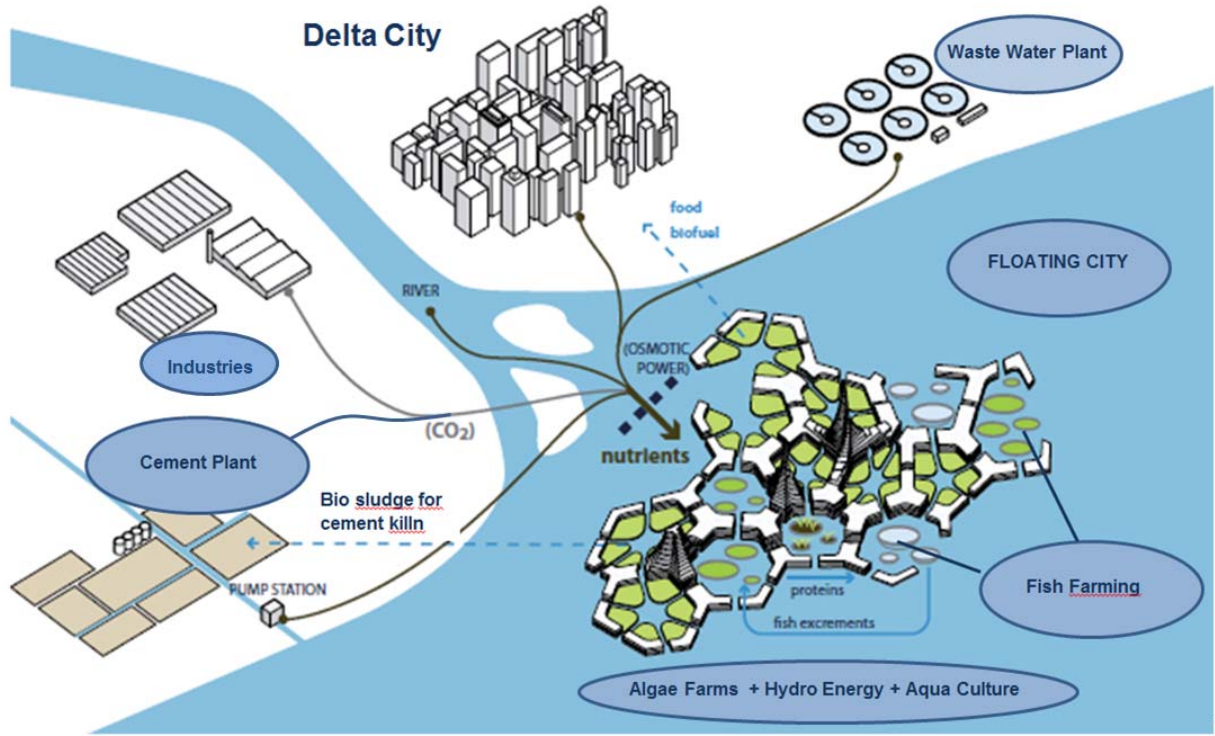 Delta City
Waste Water Plant
food
biofuel
FLOATING CITY
RIVER
(OSMOTIC
POWER)
Industries
(CO₂)
nutrients
Cement Plant
Bio sludge for
cement killn
PUMP STATION
proteins
fish excrements
Fish Farming
Algae Farms + Hydro Energy + Aqua Culture